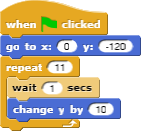 when clicked
go to x: 0 y: -120
repeat 11
wait 1 secs
change y by 10